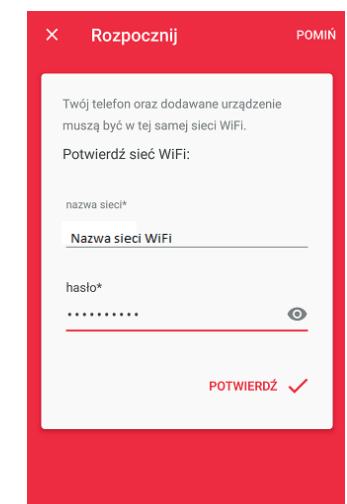 × Rozpocznij POMIŃ
Twój telefon oraz dodawane urządzenie
muszą być w tej samej sieci WiFi.
Potwierdź sieć WiFi:
nazwa sieci*
Nazwa sieci WiFi
hasło*
••••••••••
POTWIERDŹ ✓